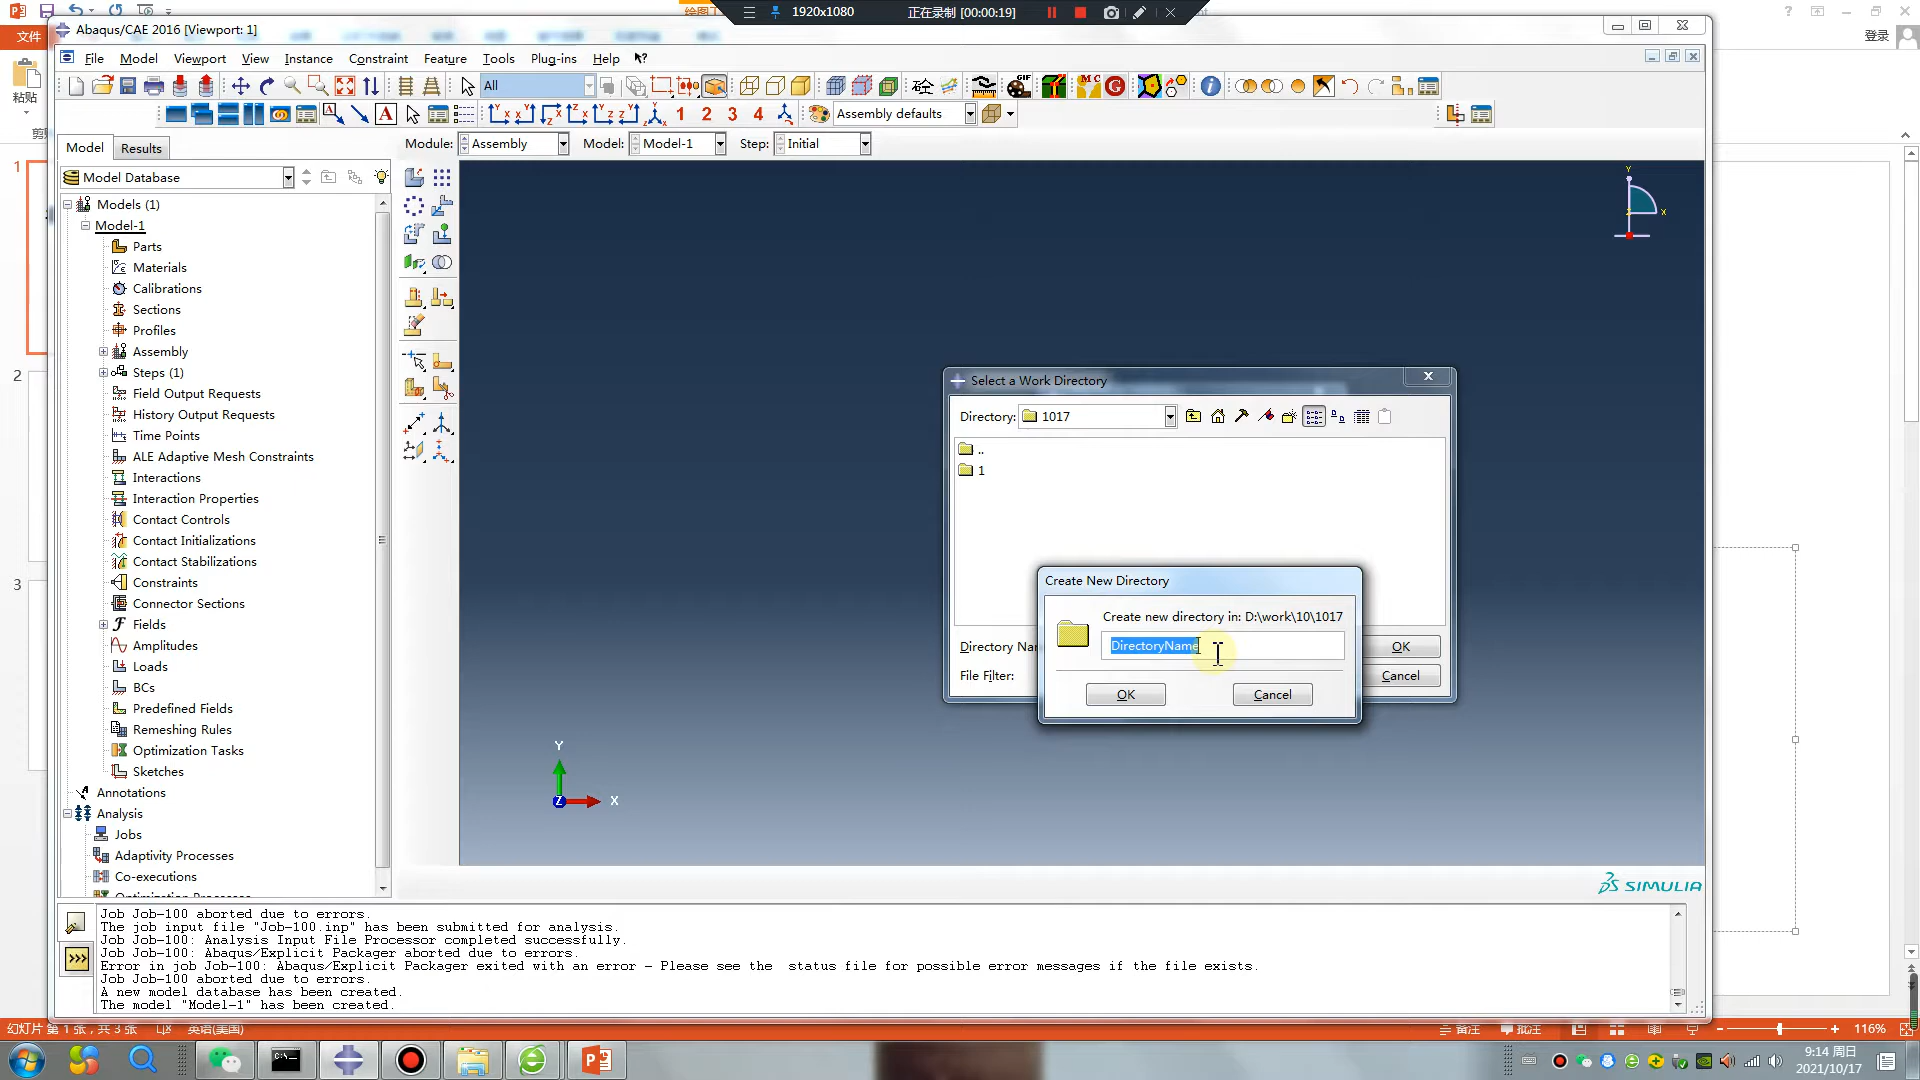 1920x1080
正在录制 [00:00:19]
登录
文件
粘贴
Abaqus/CAE 2016 [Viewport: 1]
File Model Viewport View Instance Constraint Feature Tools Plug-ins Help
All
1 2 3 4
Assembly defaults
Model Results
Module: Assembly Model: Model-1 Step: Initial
Model Database
Models (1)
Model-1
Parts
Materials
Calibrations
Sections
Profiles
Assembly
Steps (1)
Field Output Requests
History Output Requests
Time Points
ALE Adaptive Mesh Constraints
Interactions
Interaction Properties
Contact Controls
Contact Initializations
Contact Stabilizations
Constraints
Connector Sections
Fields
Amplitudes
Loads
BCs
Predefined Fields
Remeshing Rules
Optimization Tasks
Sketches
Annotations
Analysis
Jobs
Adaptivity Processes
Co-executions
1
2
3
Y
X
Select a Work Directory
Directory: 1017
..
1
Create New Directory
Create new directory in: D:\work\10\1017
DirectoryName
OK Cancel
File Filter:
OK
Cancel
Y
Z
X
SIMULIA
Job Job-100 aborted due to errors.
The job input file "Job-100.inp" has been submitted for analysis.
Job Job-100: Analysis Input File Processor completed successfully.
Job Job-100: Abaqus/Explicit Packager aborted due to errors.
Error in job Job-100: Abaqus/Explicit Packager exited with an error - Please see the status file for possible error messages if the file exists.
Job Job-100 aborted due to errors.
A new model database has been created.
The model "Model-1" has been created.
幻灯片 第 1 张，共 3 张 英语(美国)
备注 批注 116%
9:14 周日
2021/10/17